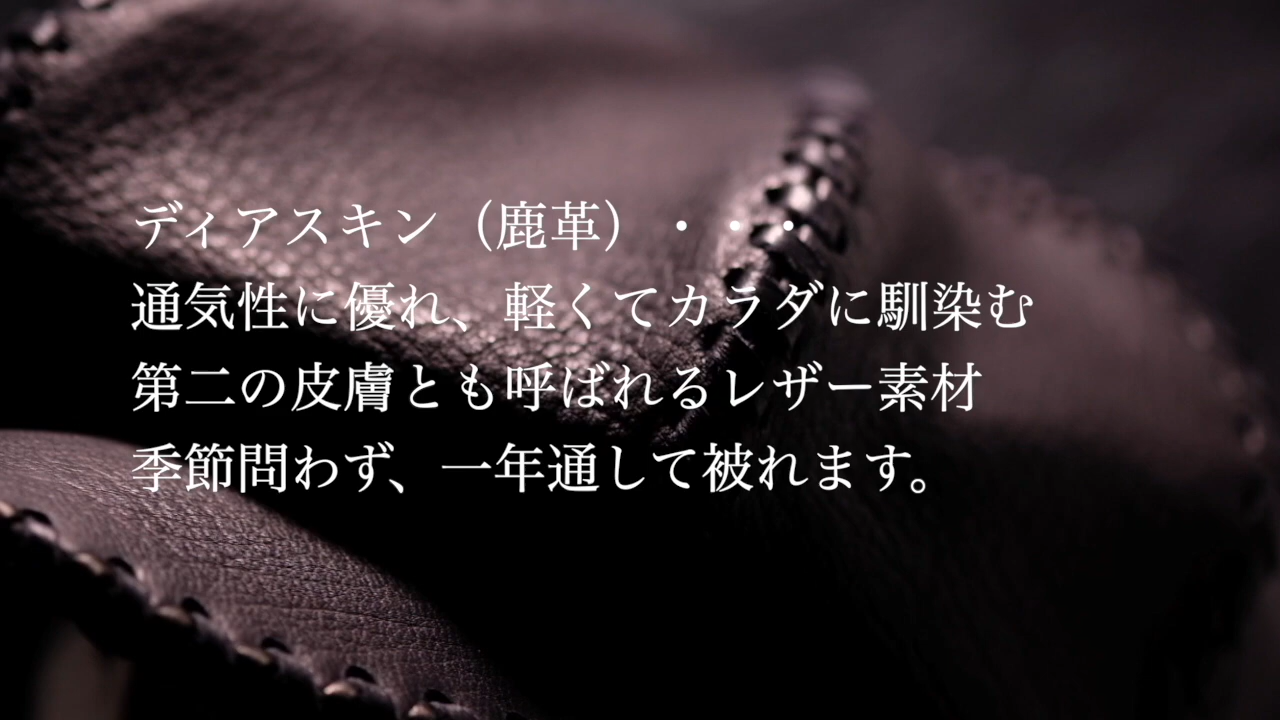 ディアスキン（鹿革）・・・
通気性に優れ、軽くてカラダに馴染む
第二の皮膚とも呼ばれるレザー素材
季節問わず、一年通して被れます。